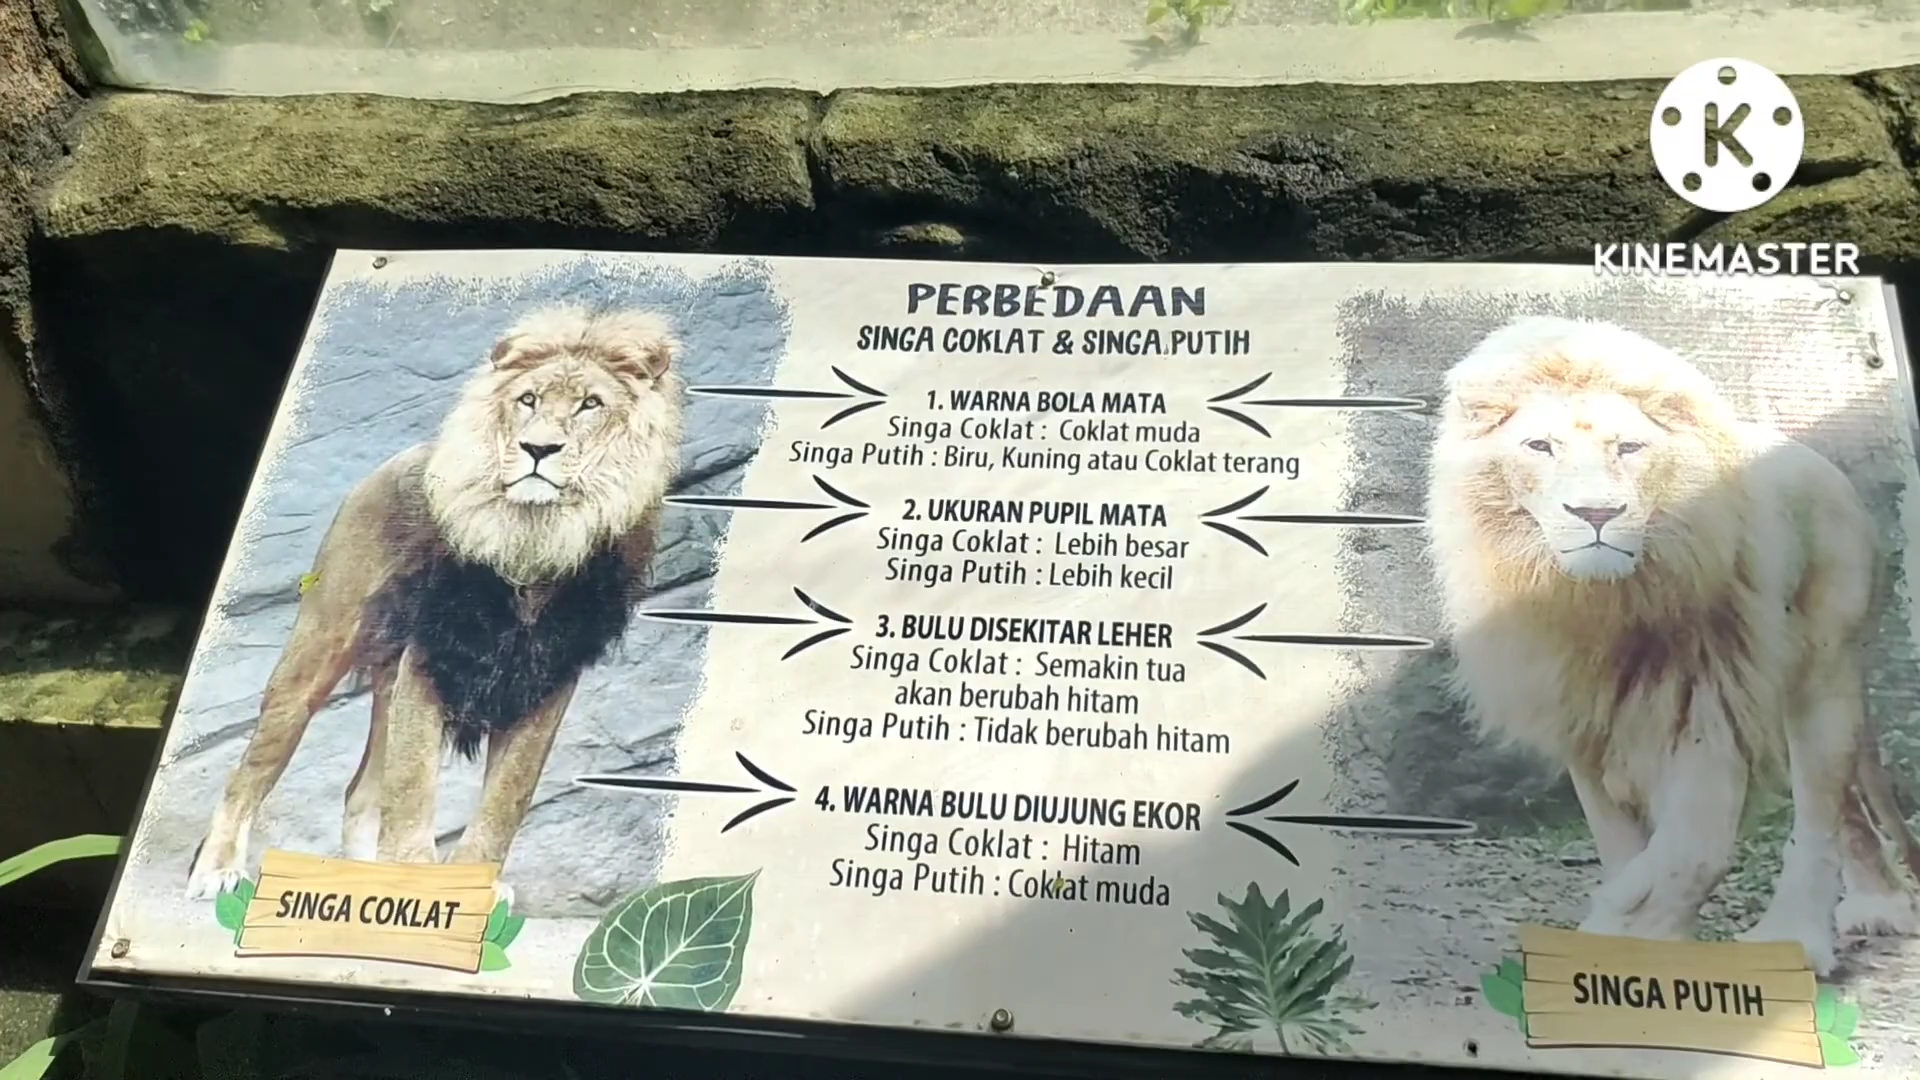 KINEMASTER
PERBEDAAN
SINGA COKLAT & SINGA PUTIH
1. WARNA BOLA MATA
Singa Coklat : Coklat muda
Singa Putih : Biru, Kuning atau Coklat terang
2. UKURAN PUPIL MATA
Singa Coklat : Lebih besar
Singa Putih : Lebih kecil
3. BULU DISEKITAR LEHER
Singa Coklat : Semakin tua
akan berubah hitam
Singa Putih : Tidak berubah hitam
4. WARNA BULU DIUJUNG EKOR
Singa Coklat : Hitam
Singa Putih : Coklat muda
SINGA COKLAT
SINGA PUTIH